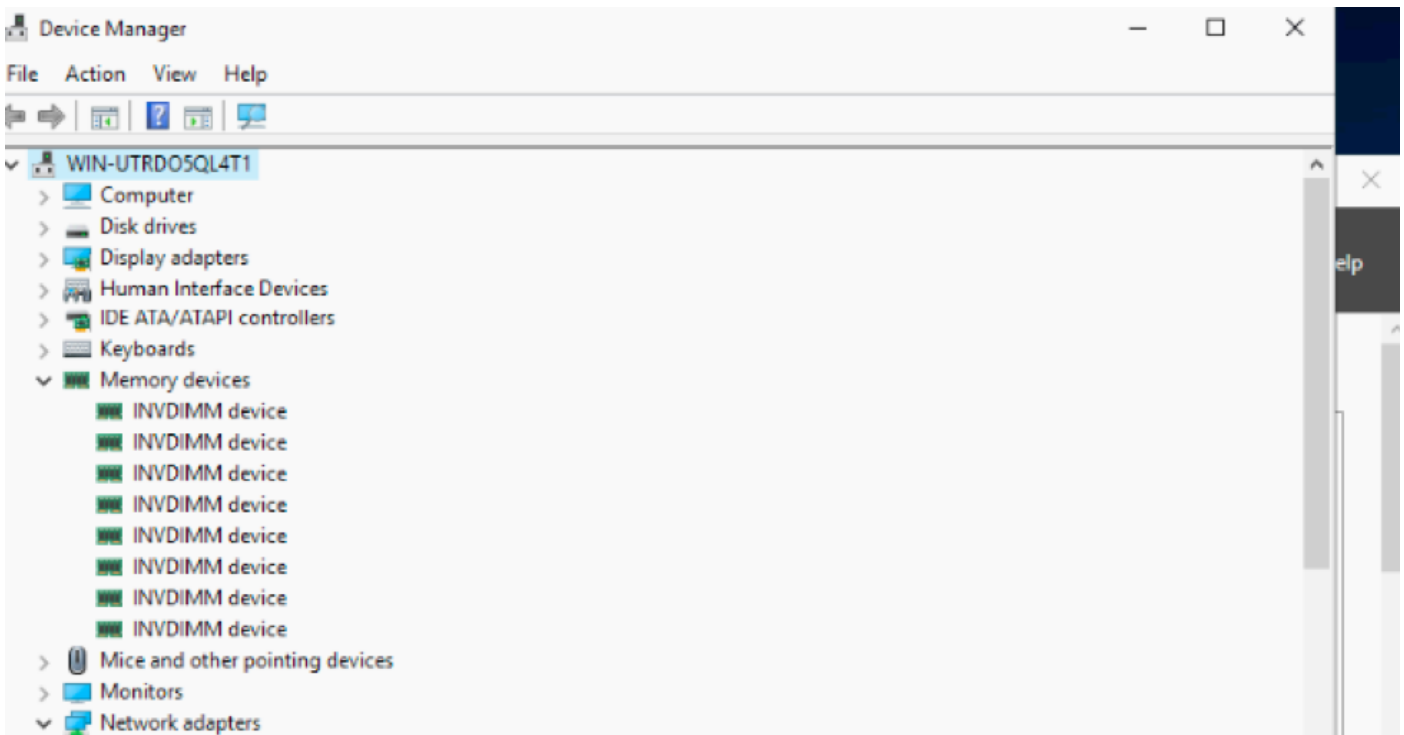 Device Manager
File Action View Help
WIN-UTRDO5QL4T1
Computer
Disk drives
Display adapters
Human Interface Devices
IDE ATA/ATAPI controllers
elp
Keyboards
Memory devices
INVDIMM device
INVDIMM device
INVDIMM device
INVDIMM device
INVDIMM device
INVDIMM device
INVDIMM device
INVDIMM device
Mice and other pointing devices
Monitors
Network adapters